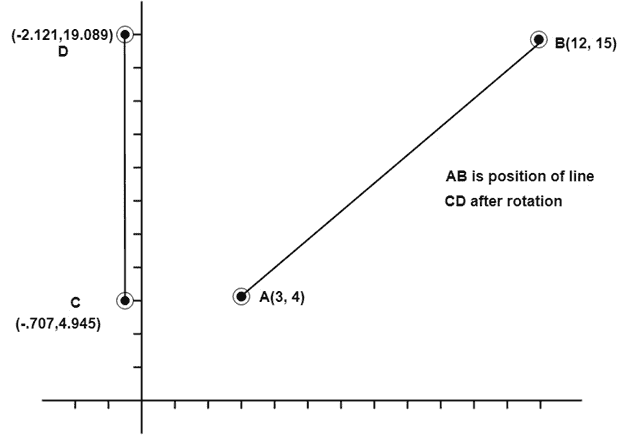 (-2.121,19.089)
D
B(12, 15)
AB is position of line
CD after rotation
C
A(3, 4)
(-.707,4.945)